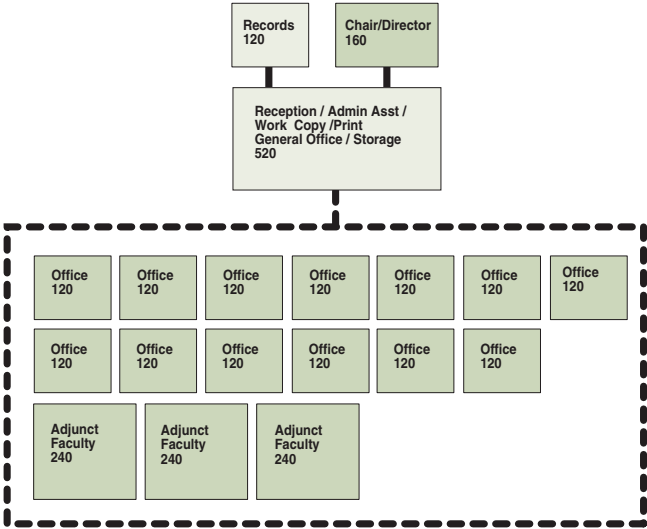 Records
120
Chair/Director
160
Reception / Admin Asst /
Work Copy /Print
General Office / Storage
520
Office
120
Office
120
Office
120
Office
120
Office
120
Office
120
Office
120
Office
120
Office
120
Office
120
Office
120
Office
120
Office
120
Adjunct
Faculty
240
Adjunct
Faculty
240
Adjunct
Faculty
240